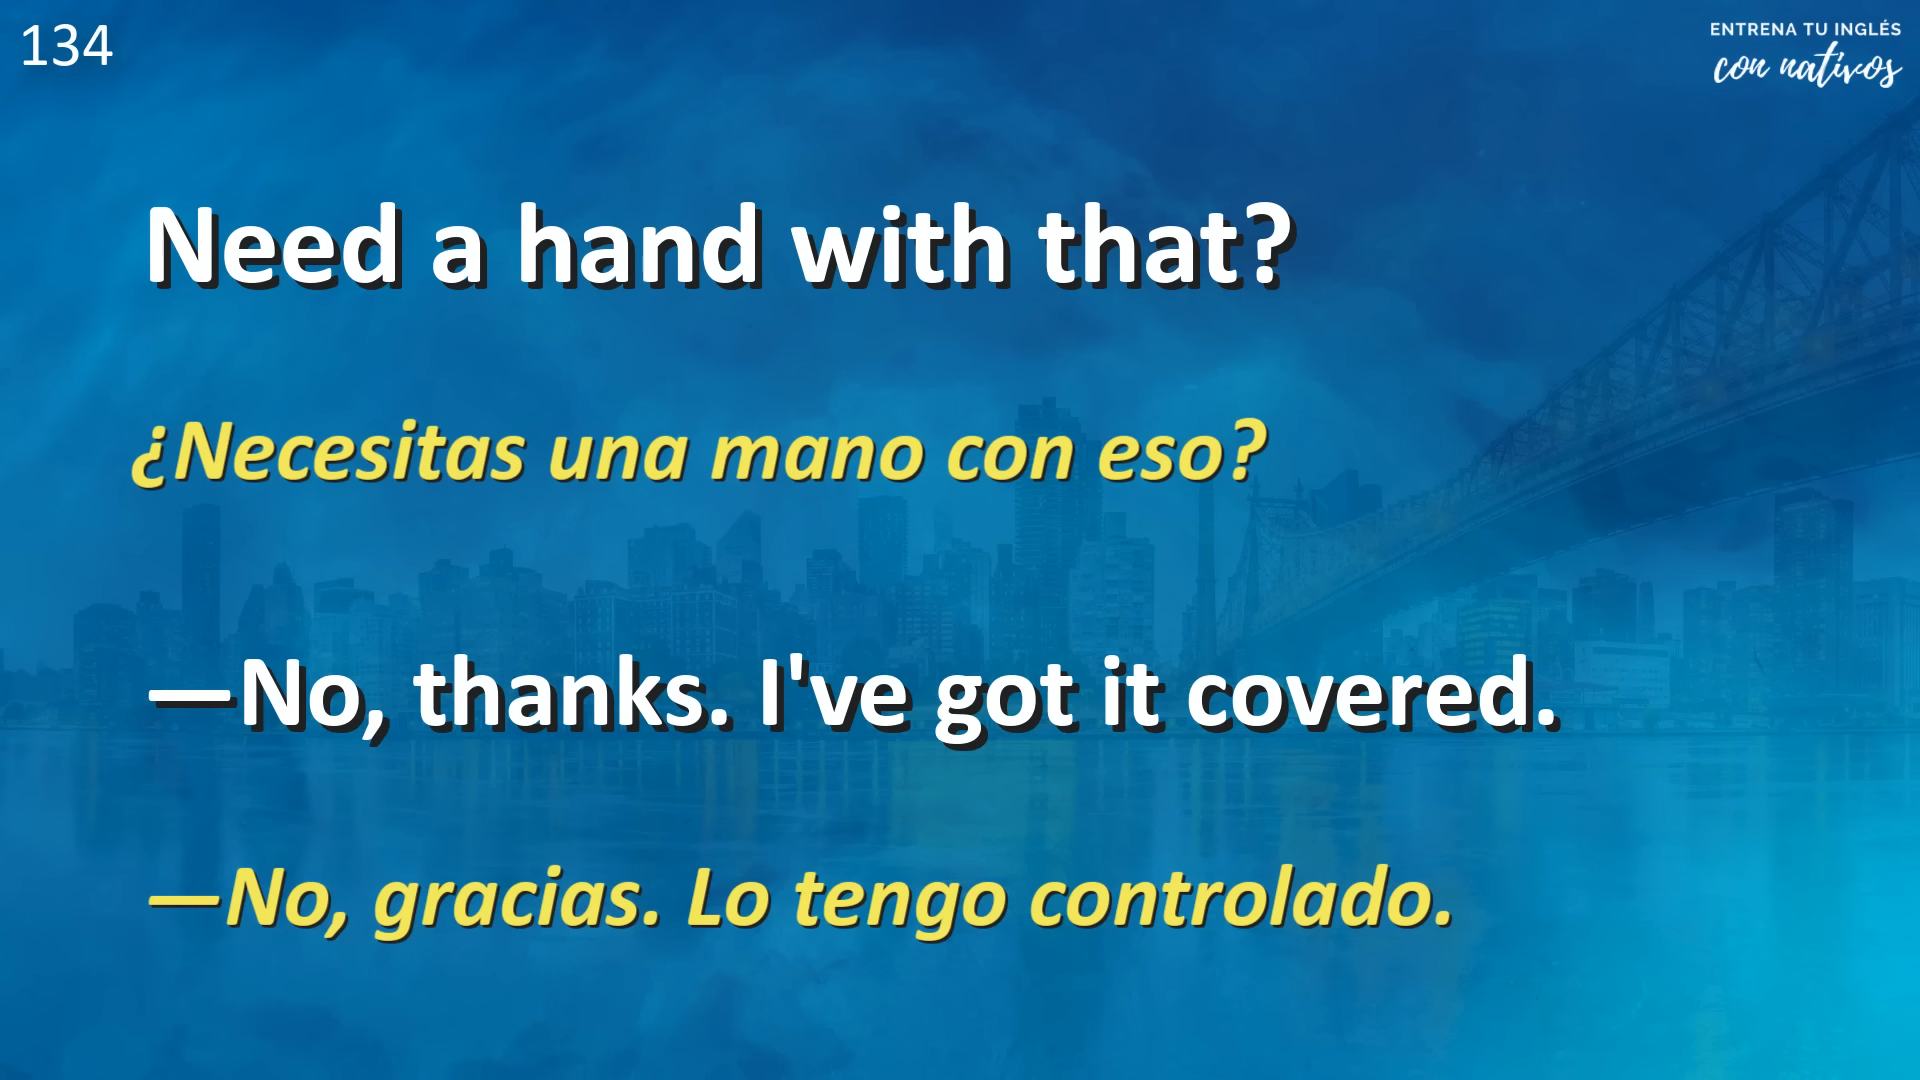 134
ENTRENA TU INGLÉS
con nativos
Need a hand with that?
¿Necesitas una mano con eso?
—No, thanks. I've got it covered.
—No, gracias. Lo tengo controlado.